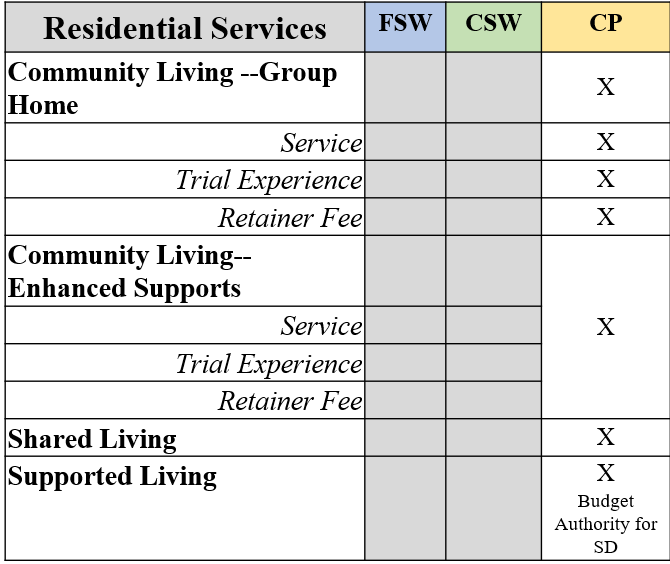 Residential Services FSW CSW CP
Community Living --Group
Home X
Service X
Trial Experience X
Retainer Fee X
Community Living--
Enhanced Supports
Service X
Trial Experience
Retainer Fee
Shared Living X
Supported Living X
Budget
Authority for
SD